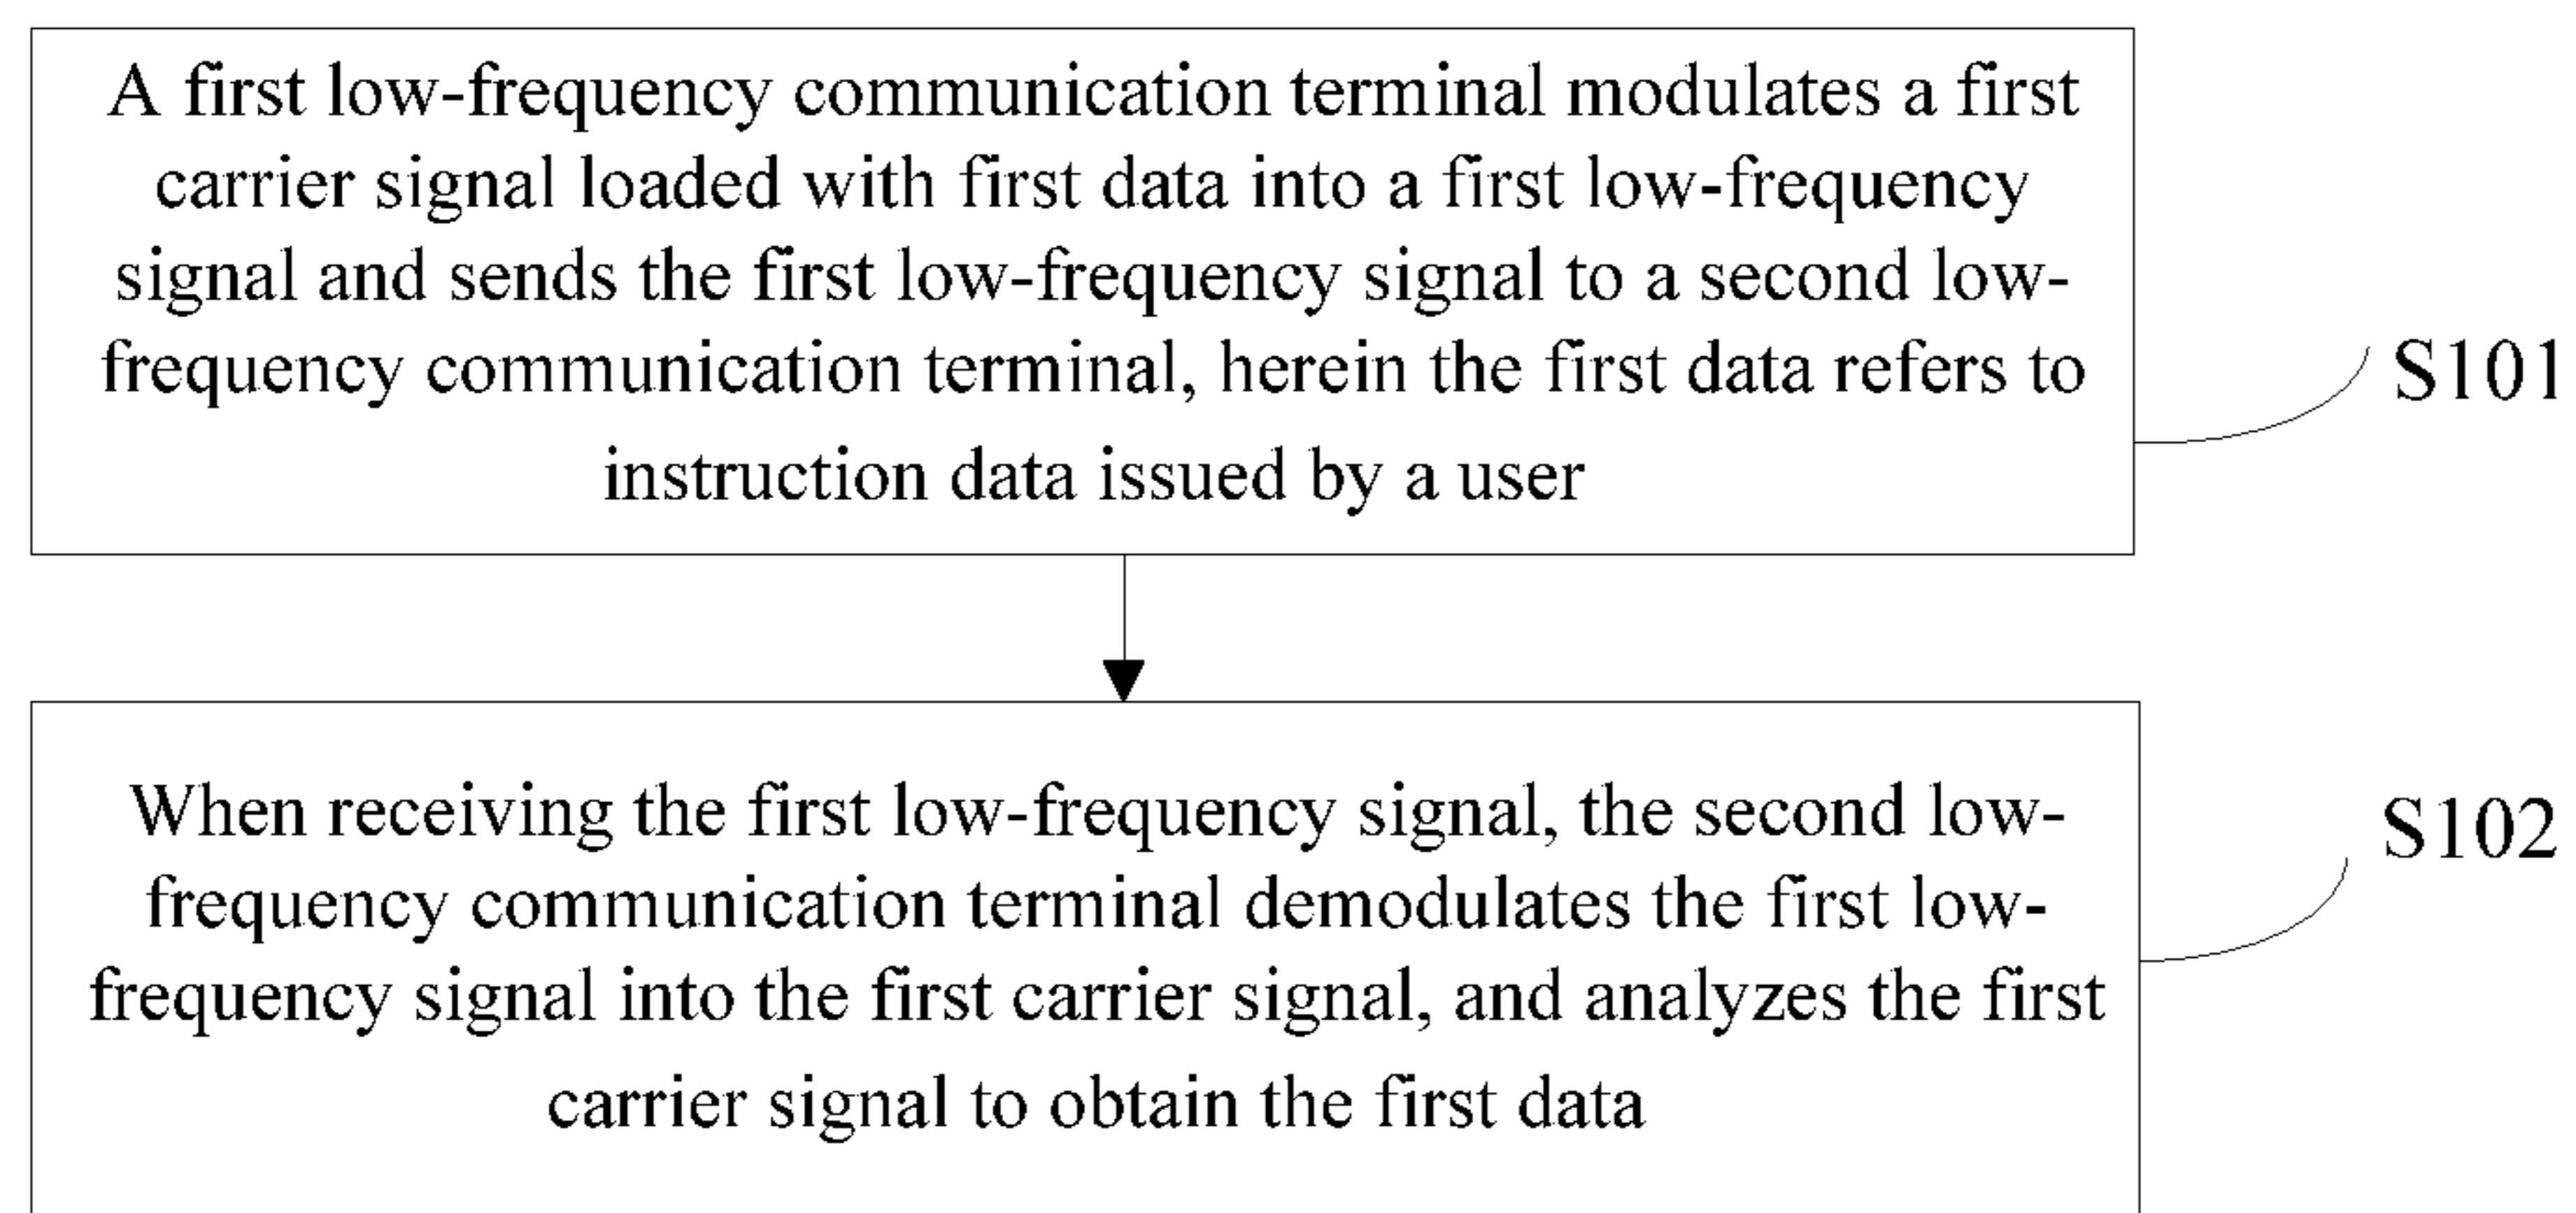 A first low-frequency communication terminal modulates a first
carrier signal loaded with first data into a first low-frequency
signal and sends the first low-frequency signal to a second low-
frequency communication terminal, herein the first data refers to
instruction data issued by a user
S101
When receiving the first low-frequency signal, the second low-
frequency communication terminal demodulates the first low-
frequency signal into the first carrier signal, and analyzes the first
carrier signal to obtain the first data
S102